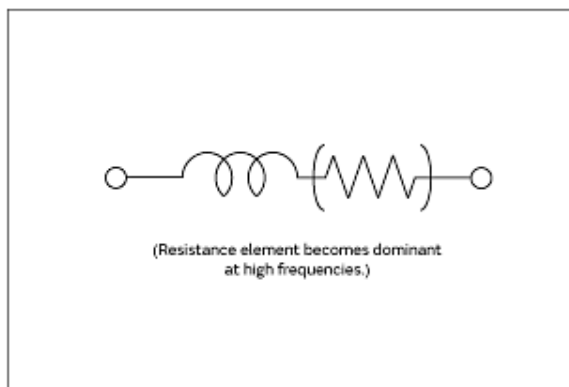 (Resistance element becomes dominant
at high frequencies.)